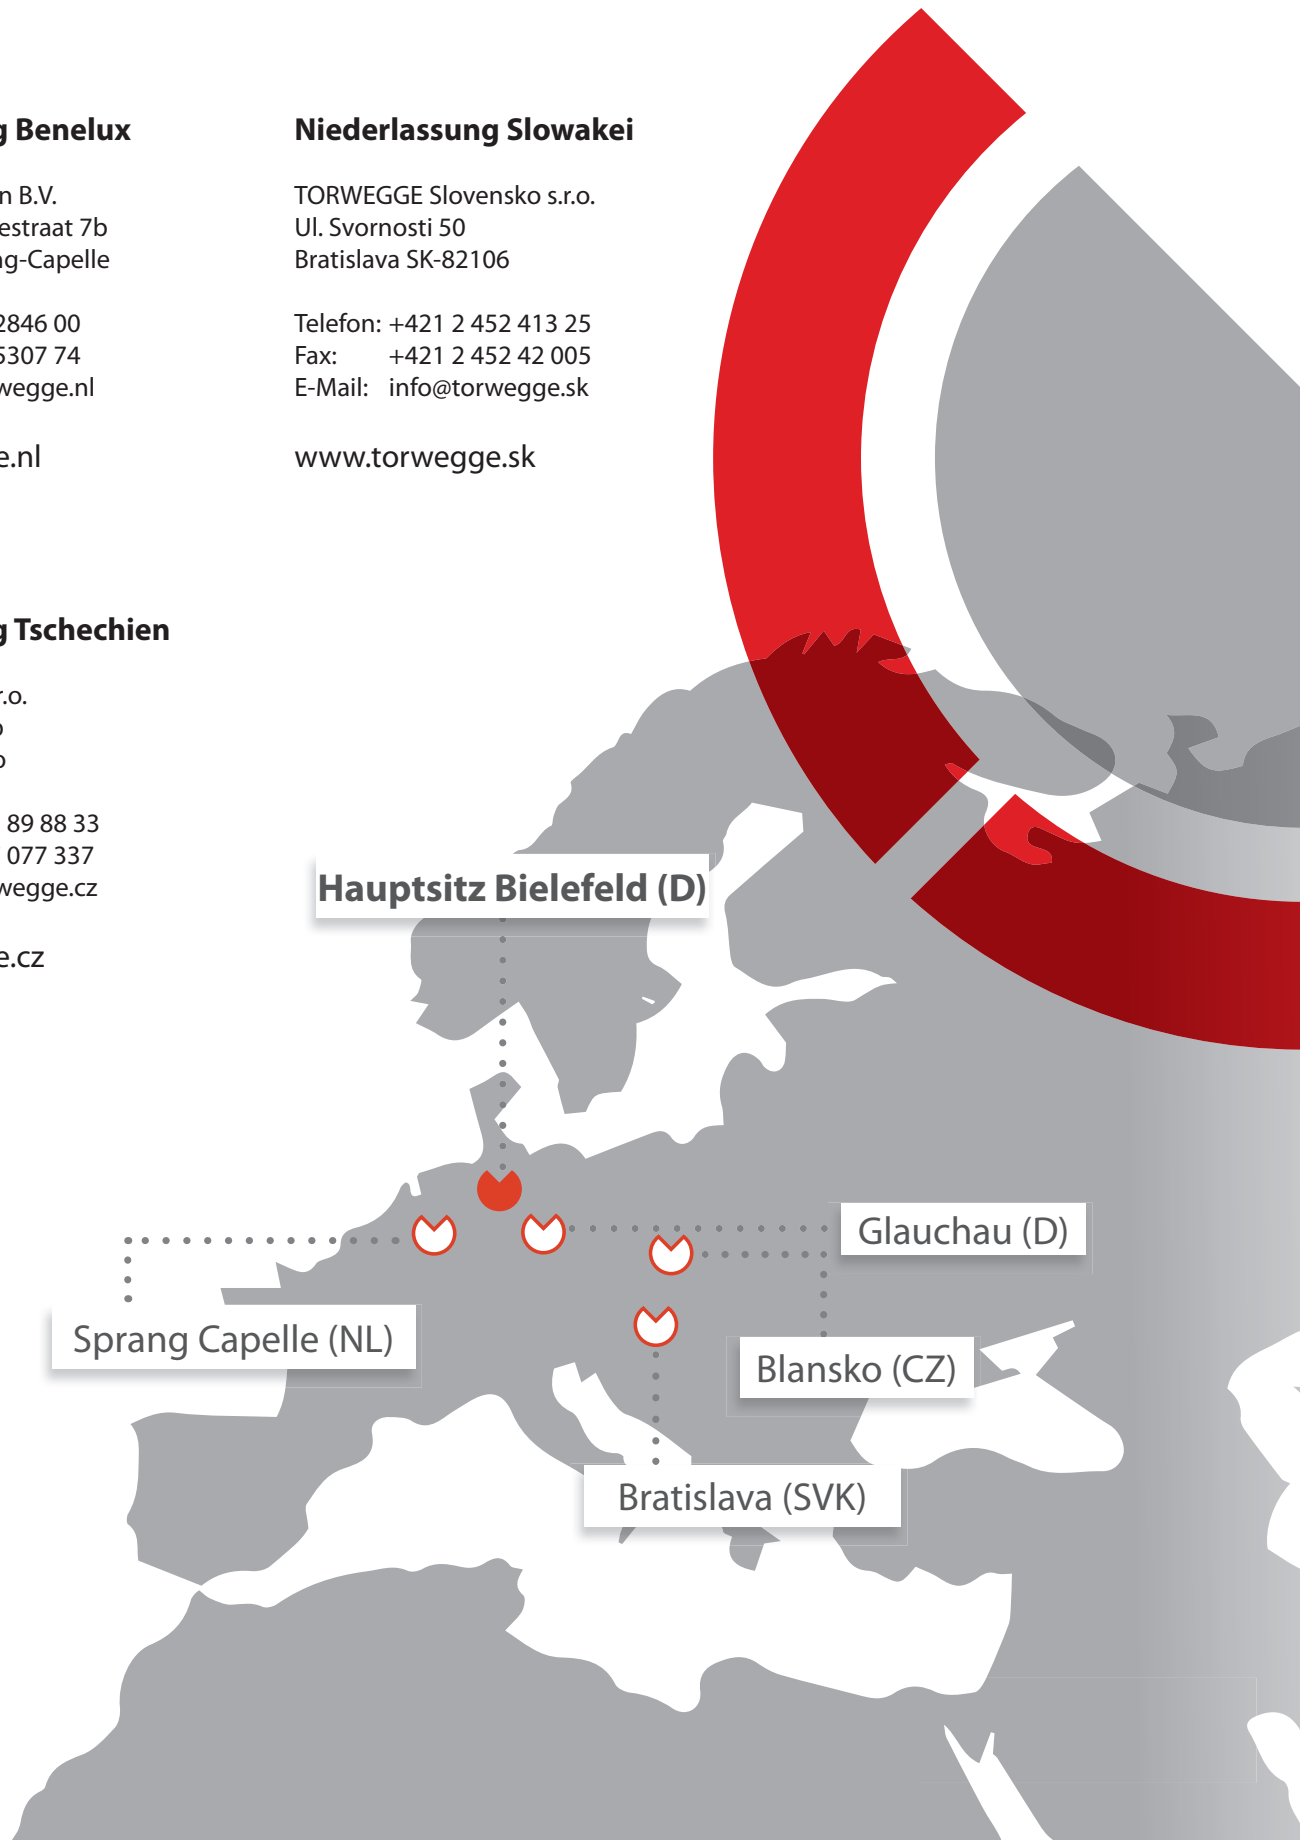 g Benelux
n B.V.
estraat 7b
ng-Capelle
2846 00
5307 74
wegge.nl
e.nl
Niederlassung Slowakei
TORWEGGE Slovensko s.r.o.
Ul. Svornosti 50
Bratislava SK-82106
Telefon: +421 2 452 413 25
Fax: +421 2 452 42 005
E-Mail: info@torwegge.sk
www.torwegge.sk
g Tschechien
r.o.
o
o
89 88 33
077 337
wegge.cz
e.cz
Hauptsitz Bielefeld (D)
Glauchau (D)
Sprang Capelle (NL)
Blansko (CZ)
Bratislava (SVK)